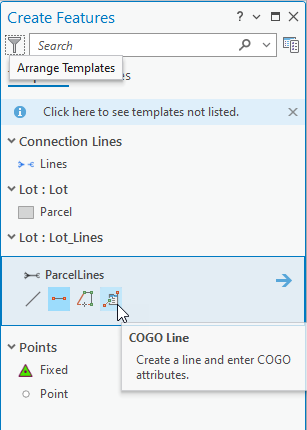 Create Features
Search
Arrange Templates
Click here to see templates not listed.
Connection Lines
Lines
Lot : Lot
Parcel
Lot : Lot_Lines
ParcelLines
COGO Line
Create a line and enter COGO
attributes.
Points
Fixed
Point